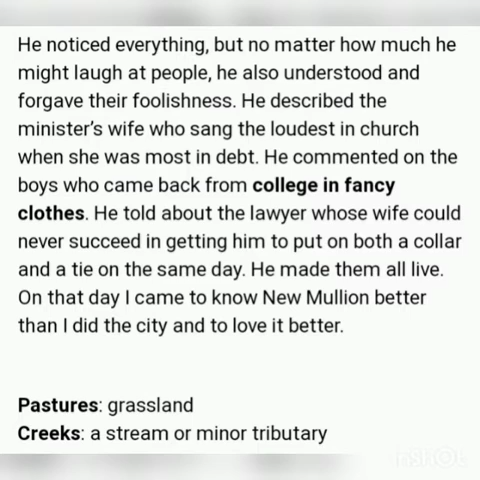 He noticed everything, but no matter how much he
might laugh at people, he also understood and
forgave their foolishness. He described the
minister's wife who sang the loudest in church
when she was most in debt. He commented on the
boys who came back from college in fancy
clothes. He told about the lawyer whose wife could
never succeed in getting him to put on both a collar
and a tie on the same day. He made them all live.
On that day I came to know New Mullion better
than I did the city and to love it better.
Pastures: grassland
Creeks: a stream or minor tributary